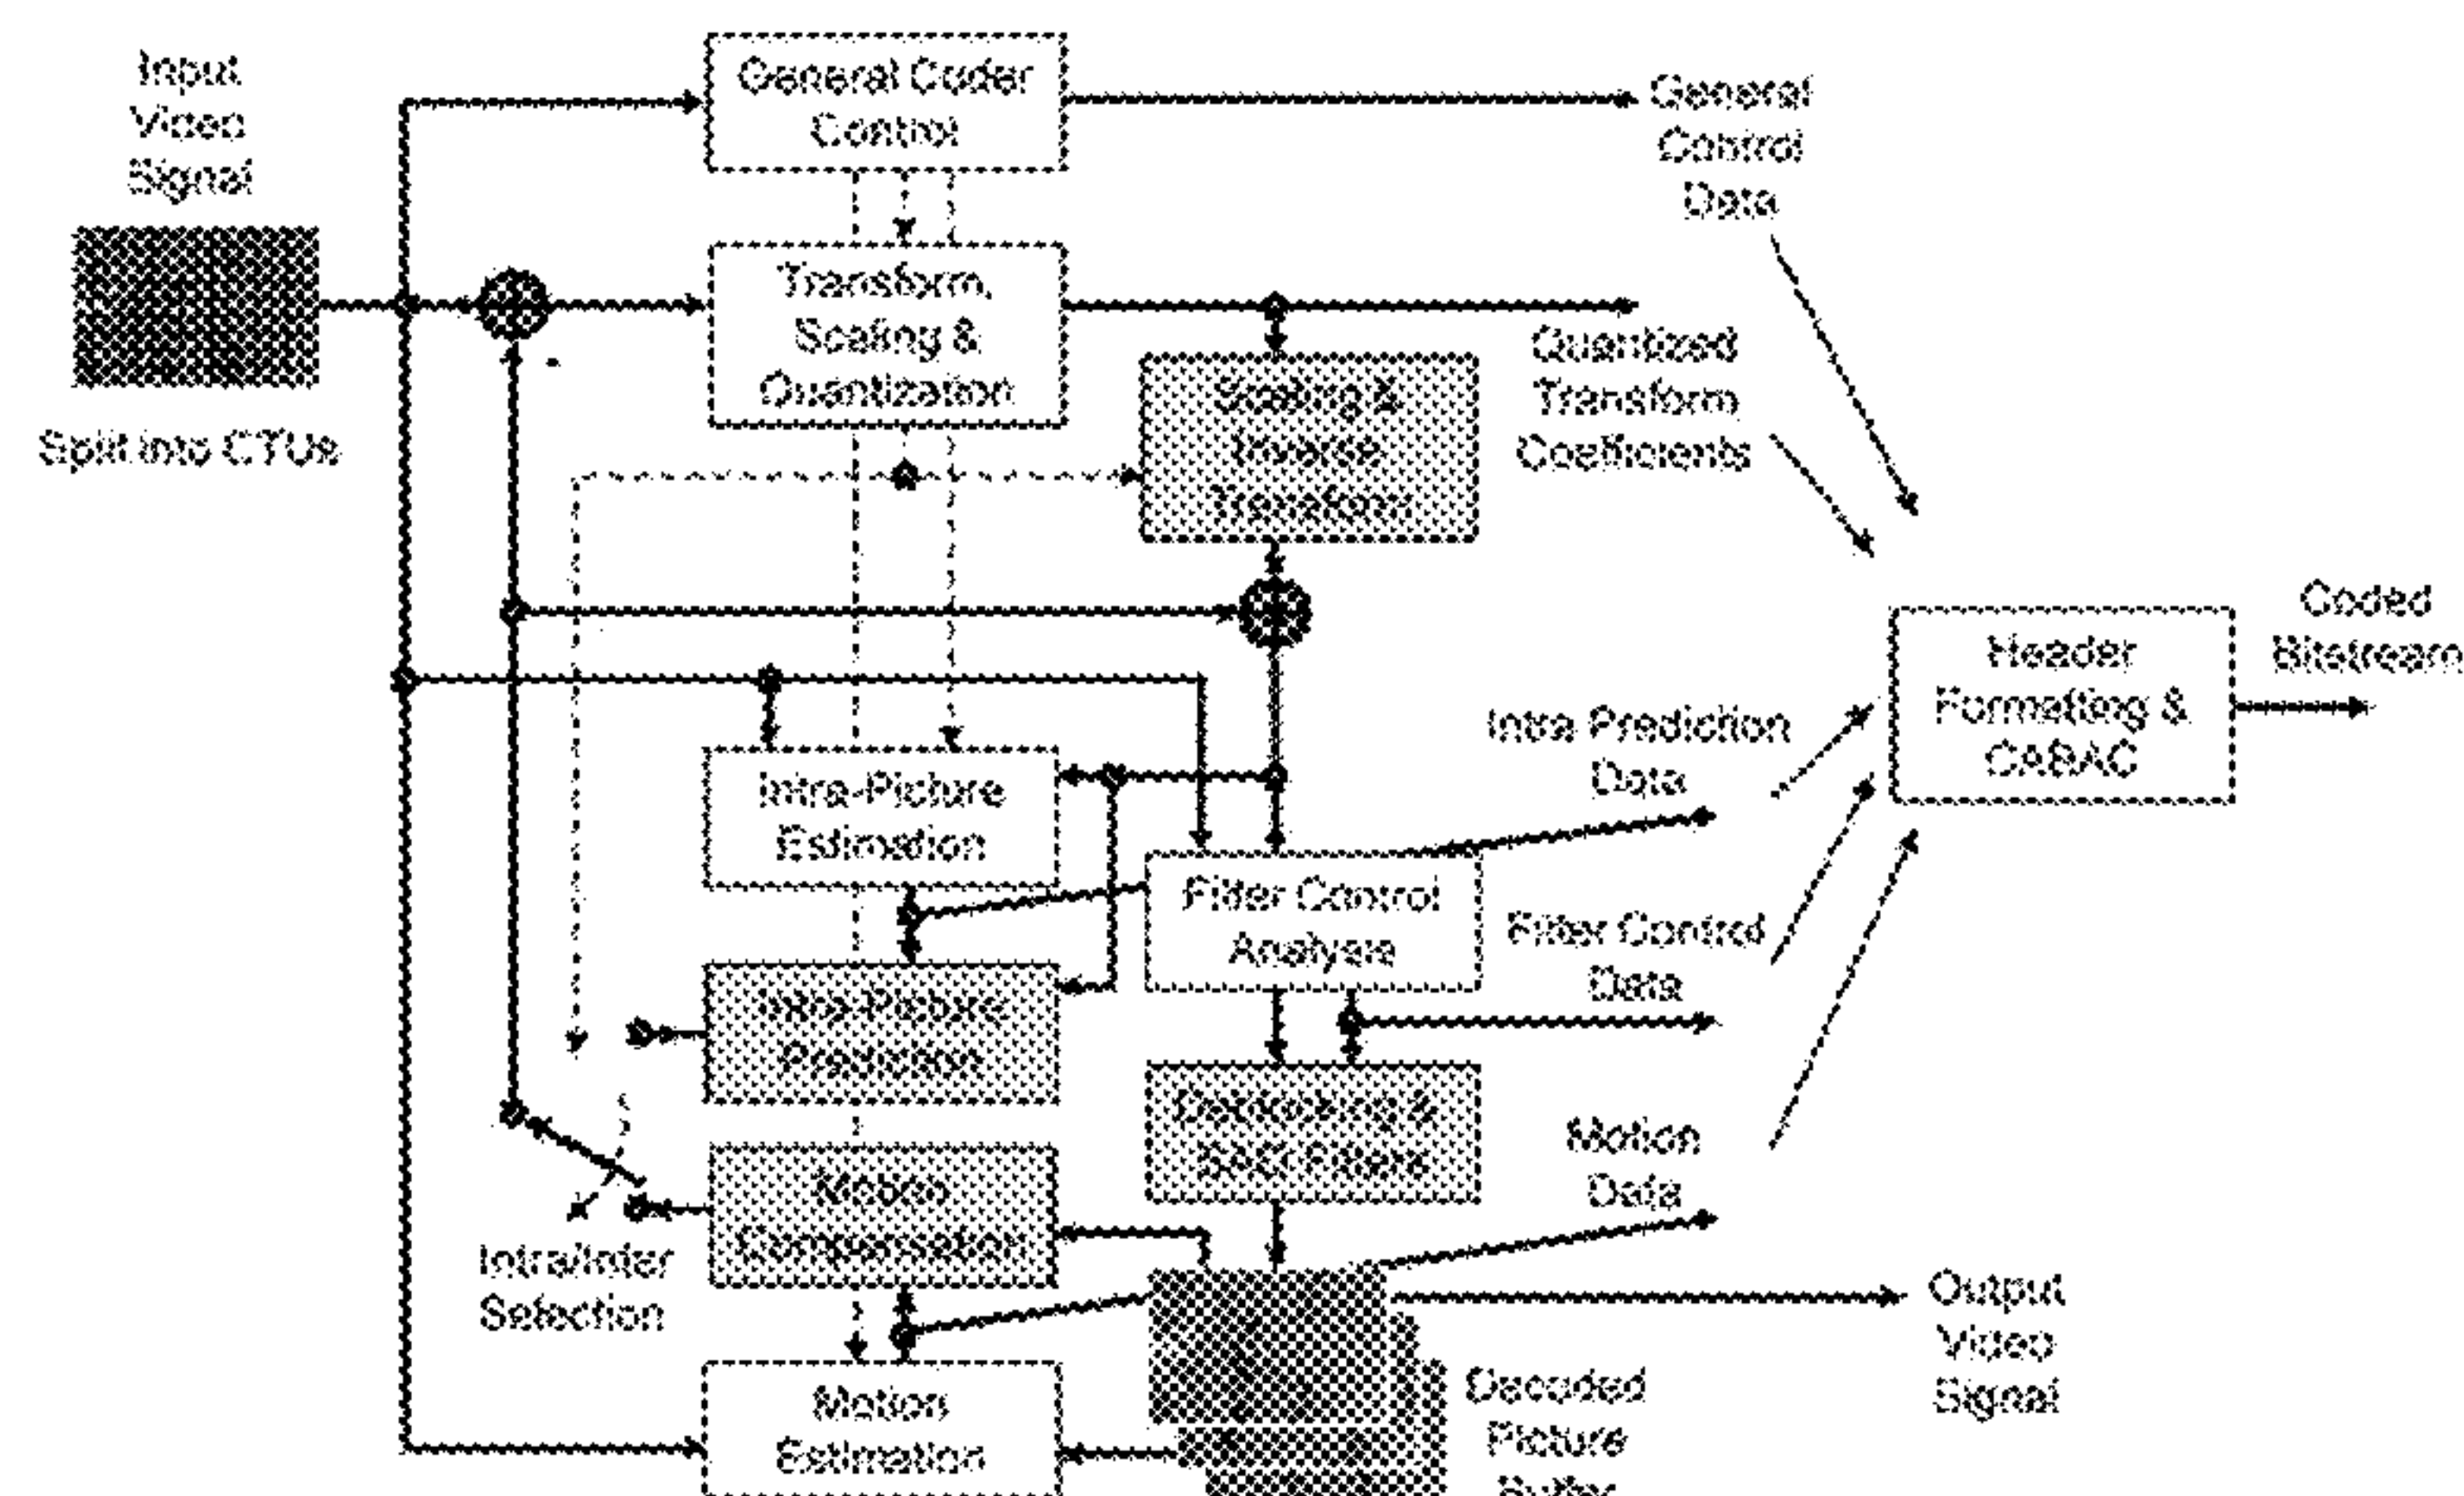 Input
Video
Signal
General Coder
Control
General
Control
Data
Transform,
Scaling &
Quantization
Quantized
Transform
Coefficients
Split into CTUs
Scaling &
Inverse
Transform
Coded
Bitstream
Header
Formatting &
CABAC
Intra Prediction
Data
Intra-Picture
Estimation
Filter Control
Analysis
Filter Control
Data
Intra-Picture
Prediction
Deblocking &
SAO Filters
Motion
Data
Motion
Compensation
Intra/Inter
Selection
Output
Video
Signal
Decoded
Picture
Buffer
Motion
Estimation